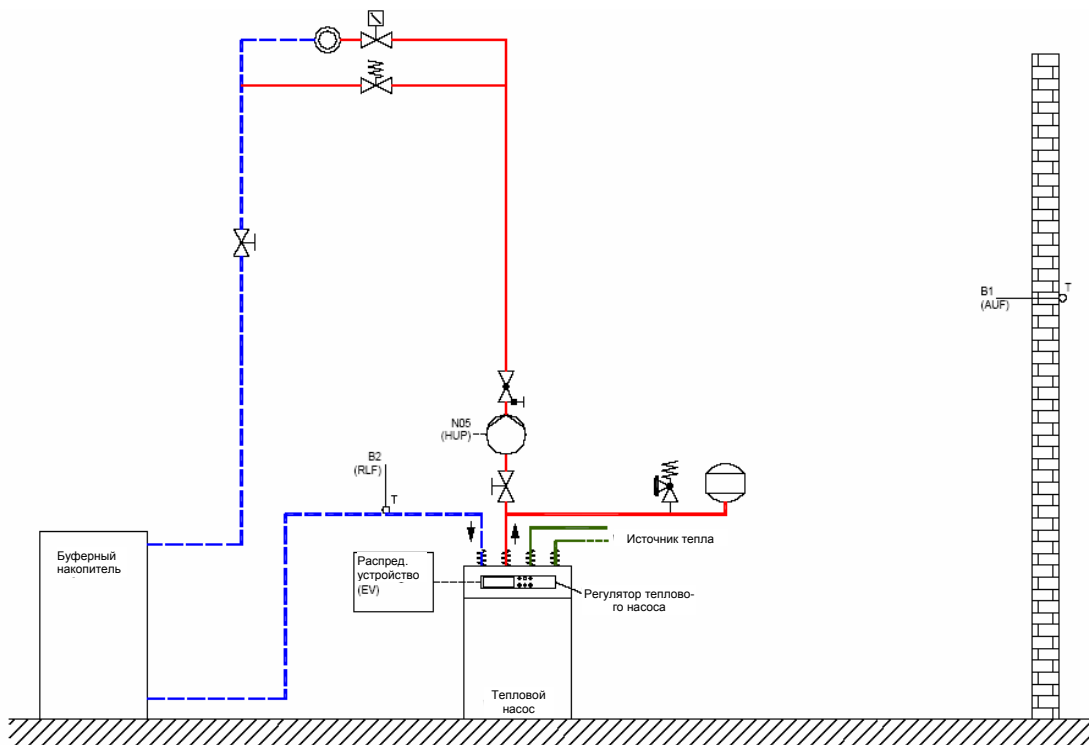 B1
(AUF)
T
N05
(HUP)
B2
(RLF)
T
Источник тепла
Буферный
накопитель
Распред.
устройство
(EV)
Регулятор теплово-
го насоса
Тепловой
насос